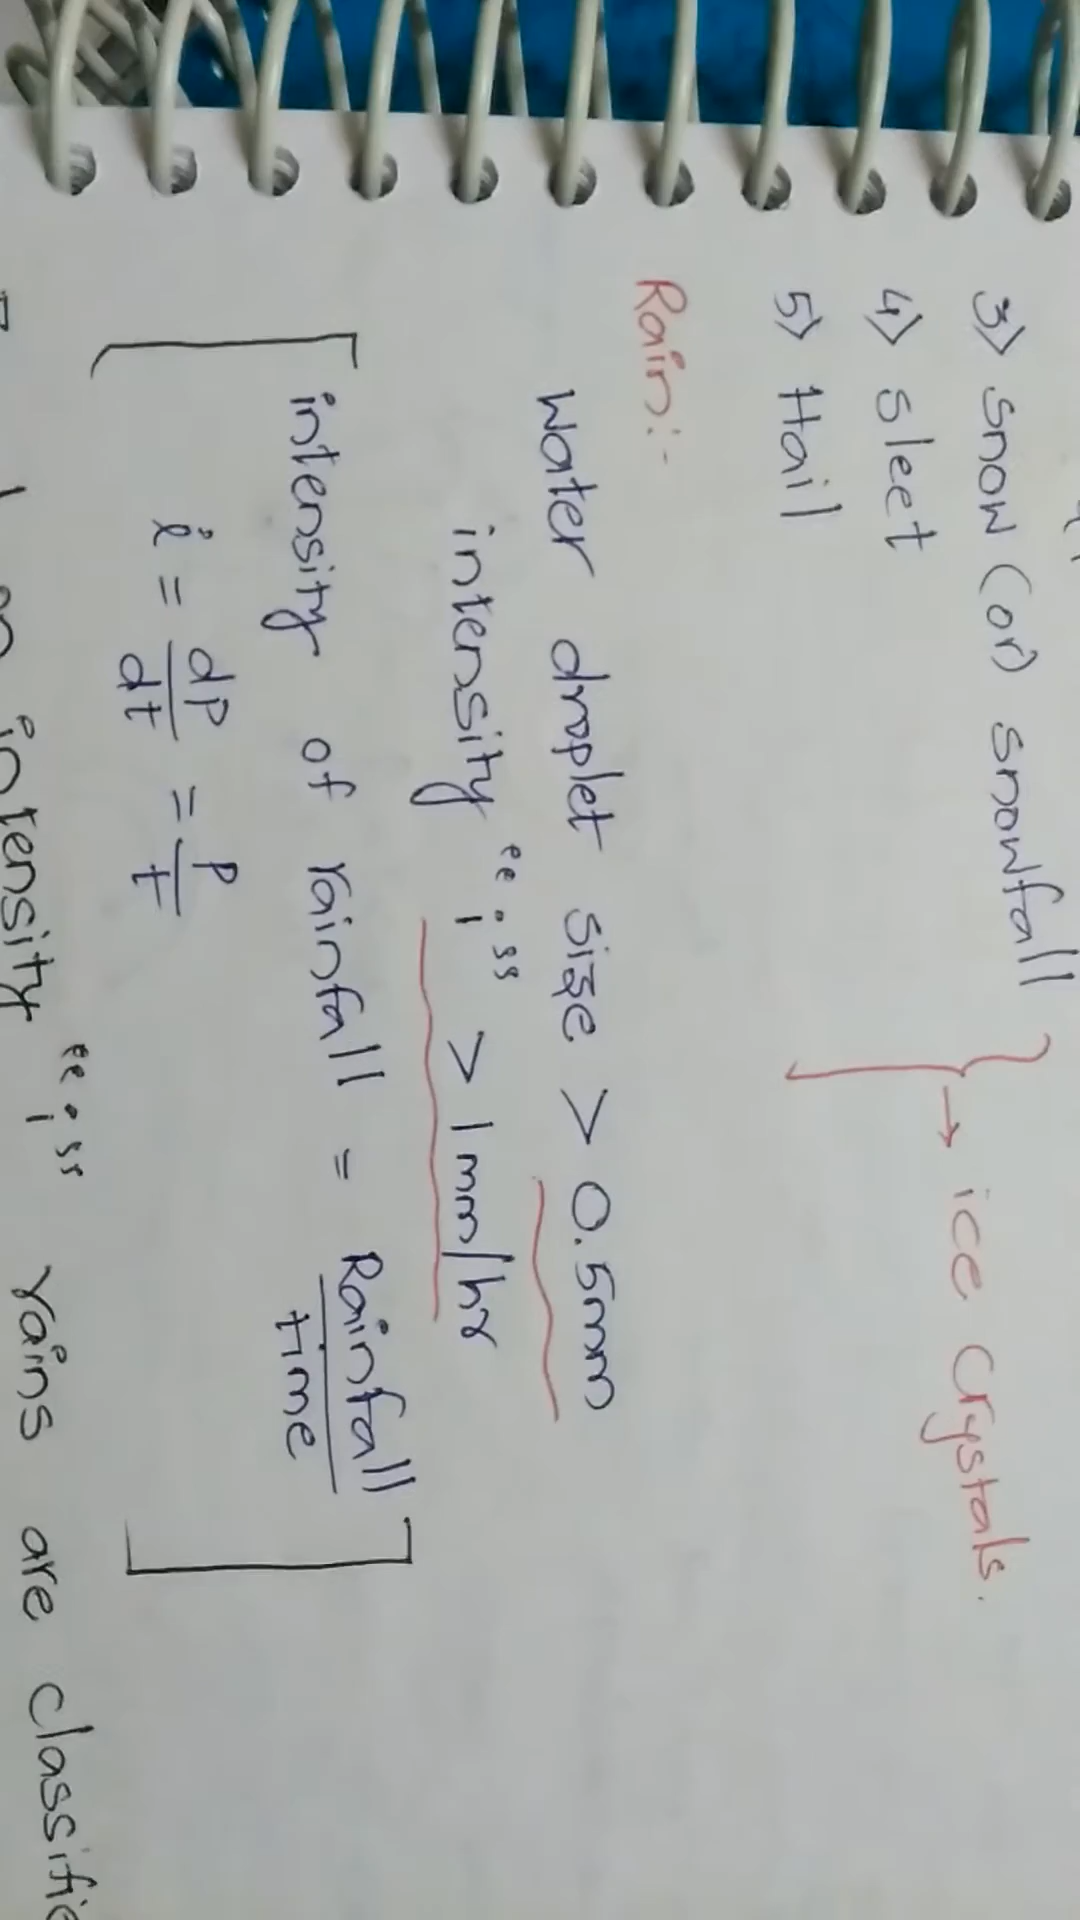 3) Snow (or) snowfall
4) Sleet
5) Hail
→ ice crystals.
Rain:-
Water droplet size > 0.5mm
intensity "i" > 1mm/hr
intensity of rainfall = Rainfall / time
i = dP/dt = P/t
intensity "i" rains are